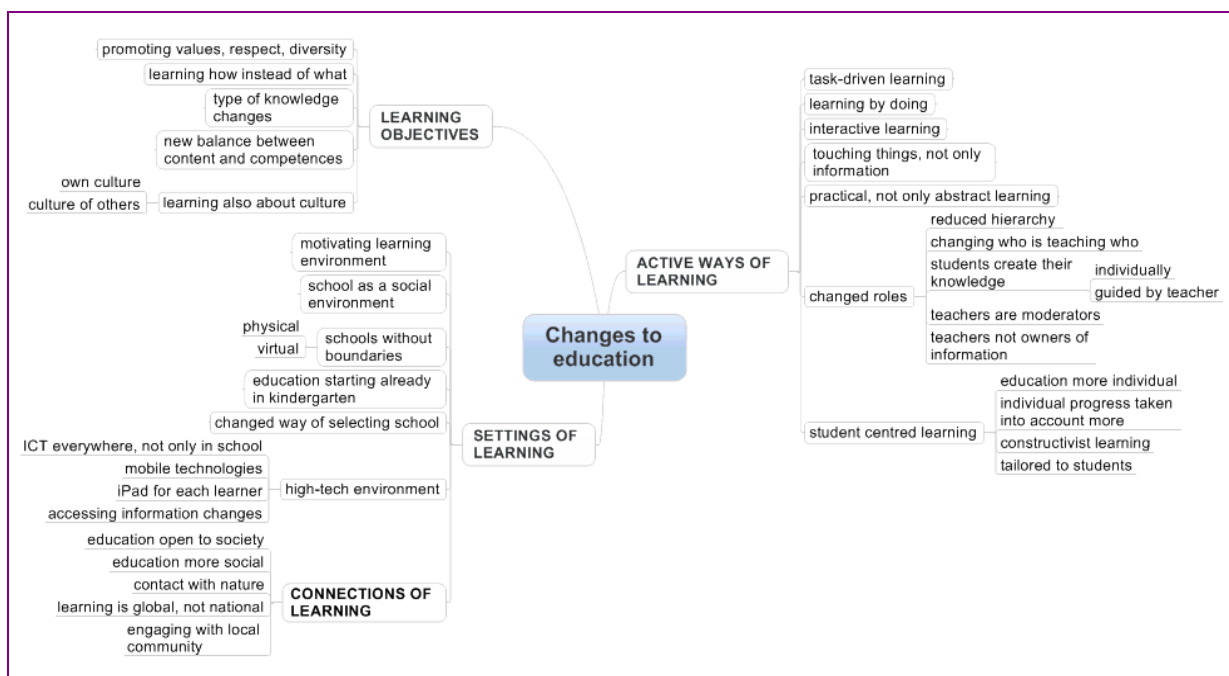 promoting values, respect, diversity
learning how instead of what
type of knowledge
changes
new balance between
content and competences
own culture
culture of others
learning also about culture
LEARNING
OBJECTIVES
motivating learning
environment
school as a social
environment
physical
virtual
schools without
boundaries
education starting already
in kindergarten
changed way of selecting school
ICT everywhere, not only in school
mobile technologies
iPad for each learner
accessing information changes
high-tech environment
SETTINGS OF
LEARNING
education open to society
education more social
contact with nature
learning is global, not national
engaging with local
community
CONNECTIONS OF
LEARNING
Changes to
education
ACTIVE WAYS OF
LEARNING
task-driven learning
learning by doing
interactive learning
touching things, not only
information
practical, not only abstract learning
changed roles
reduced hierarchy
changing who is teaching who
students create their
knowledge
individually
guided by teacher
teachers are moderators
teachers not owners of
information
student centred learning
education more individual
individual progress taken
into account more
constructivist learning
tailored to students